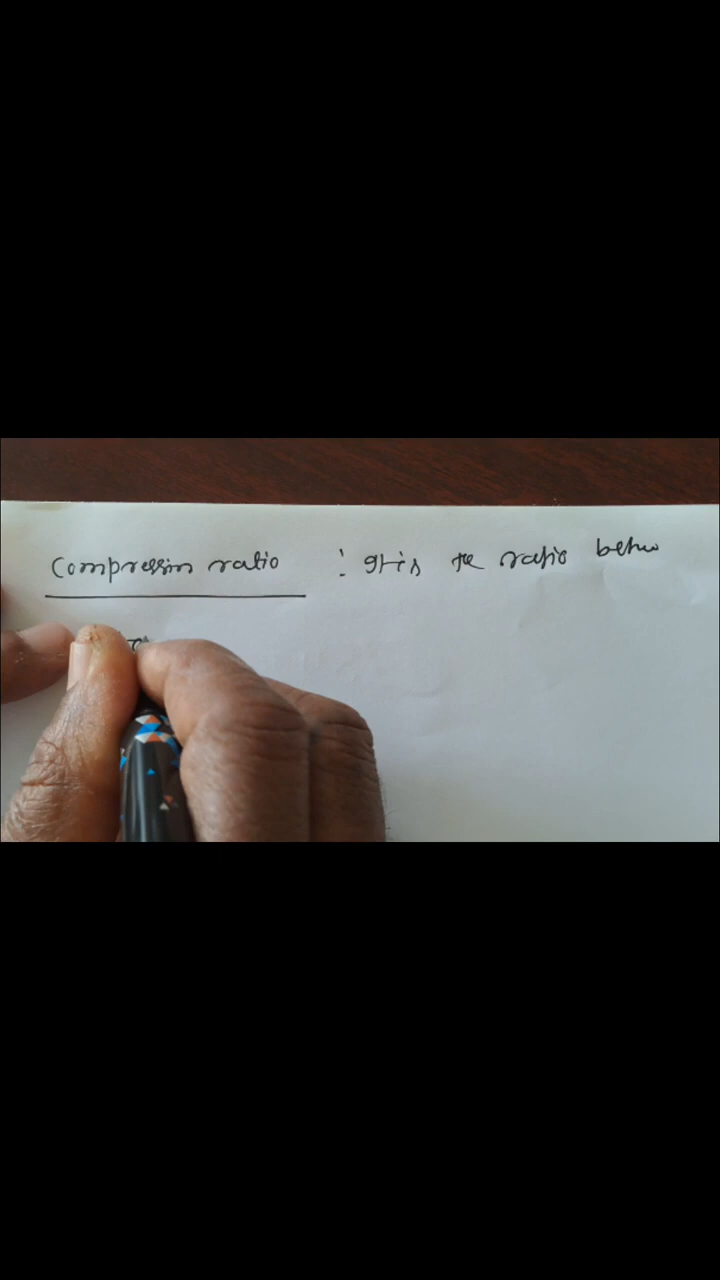 Compression ratio : It is the ratio betw